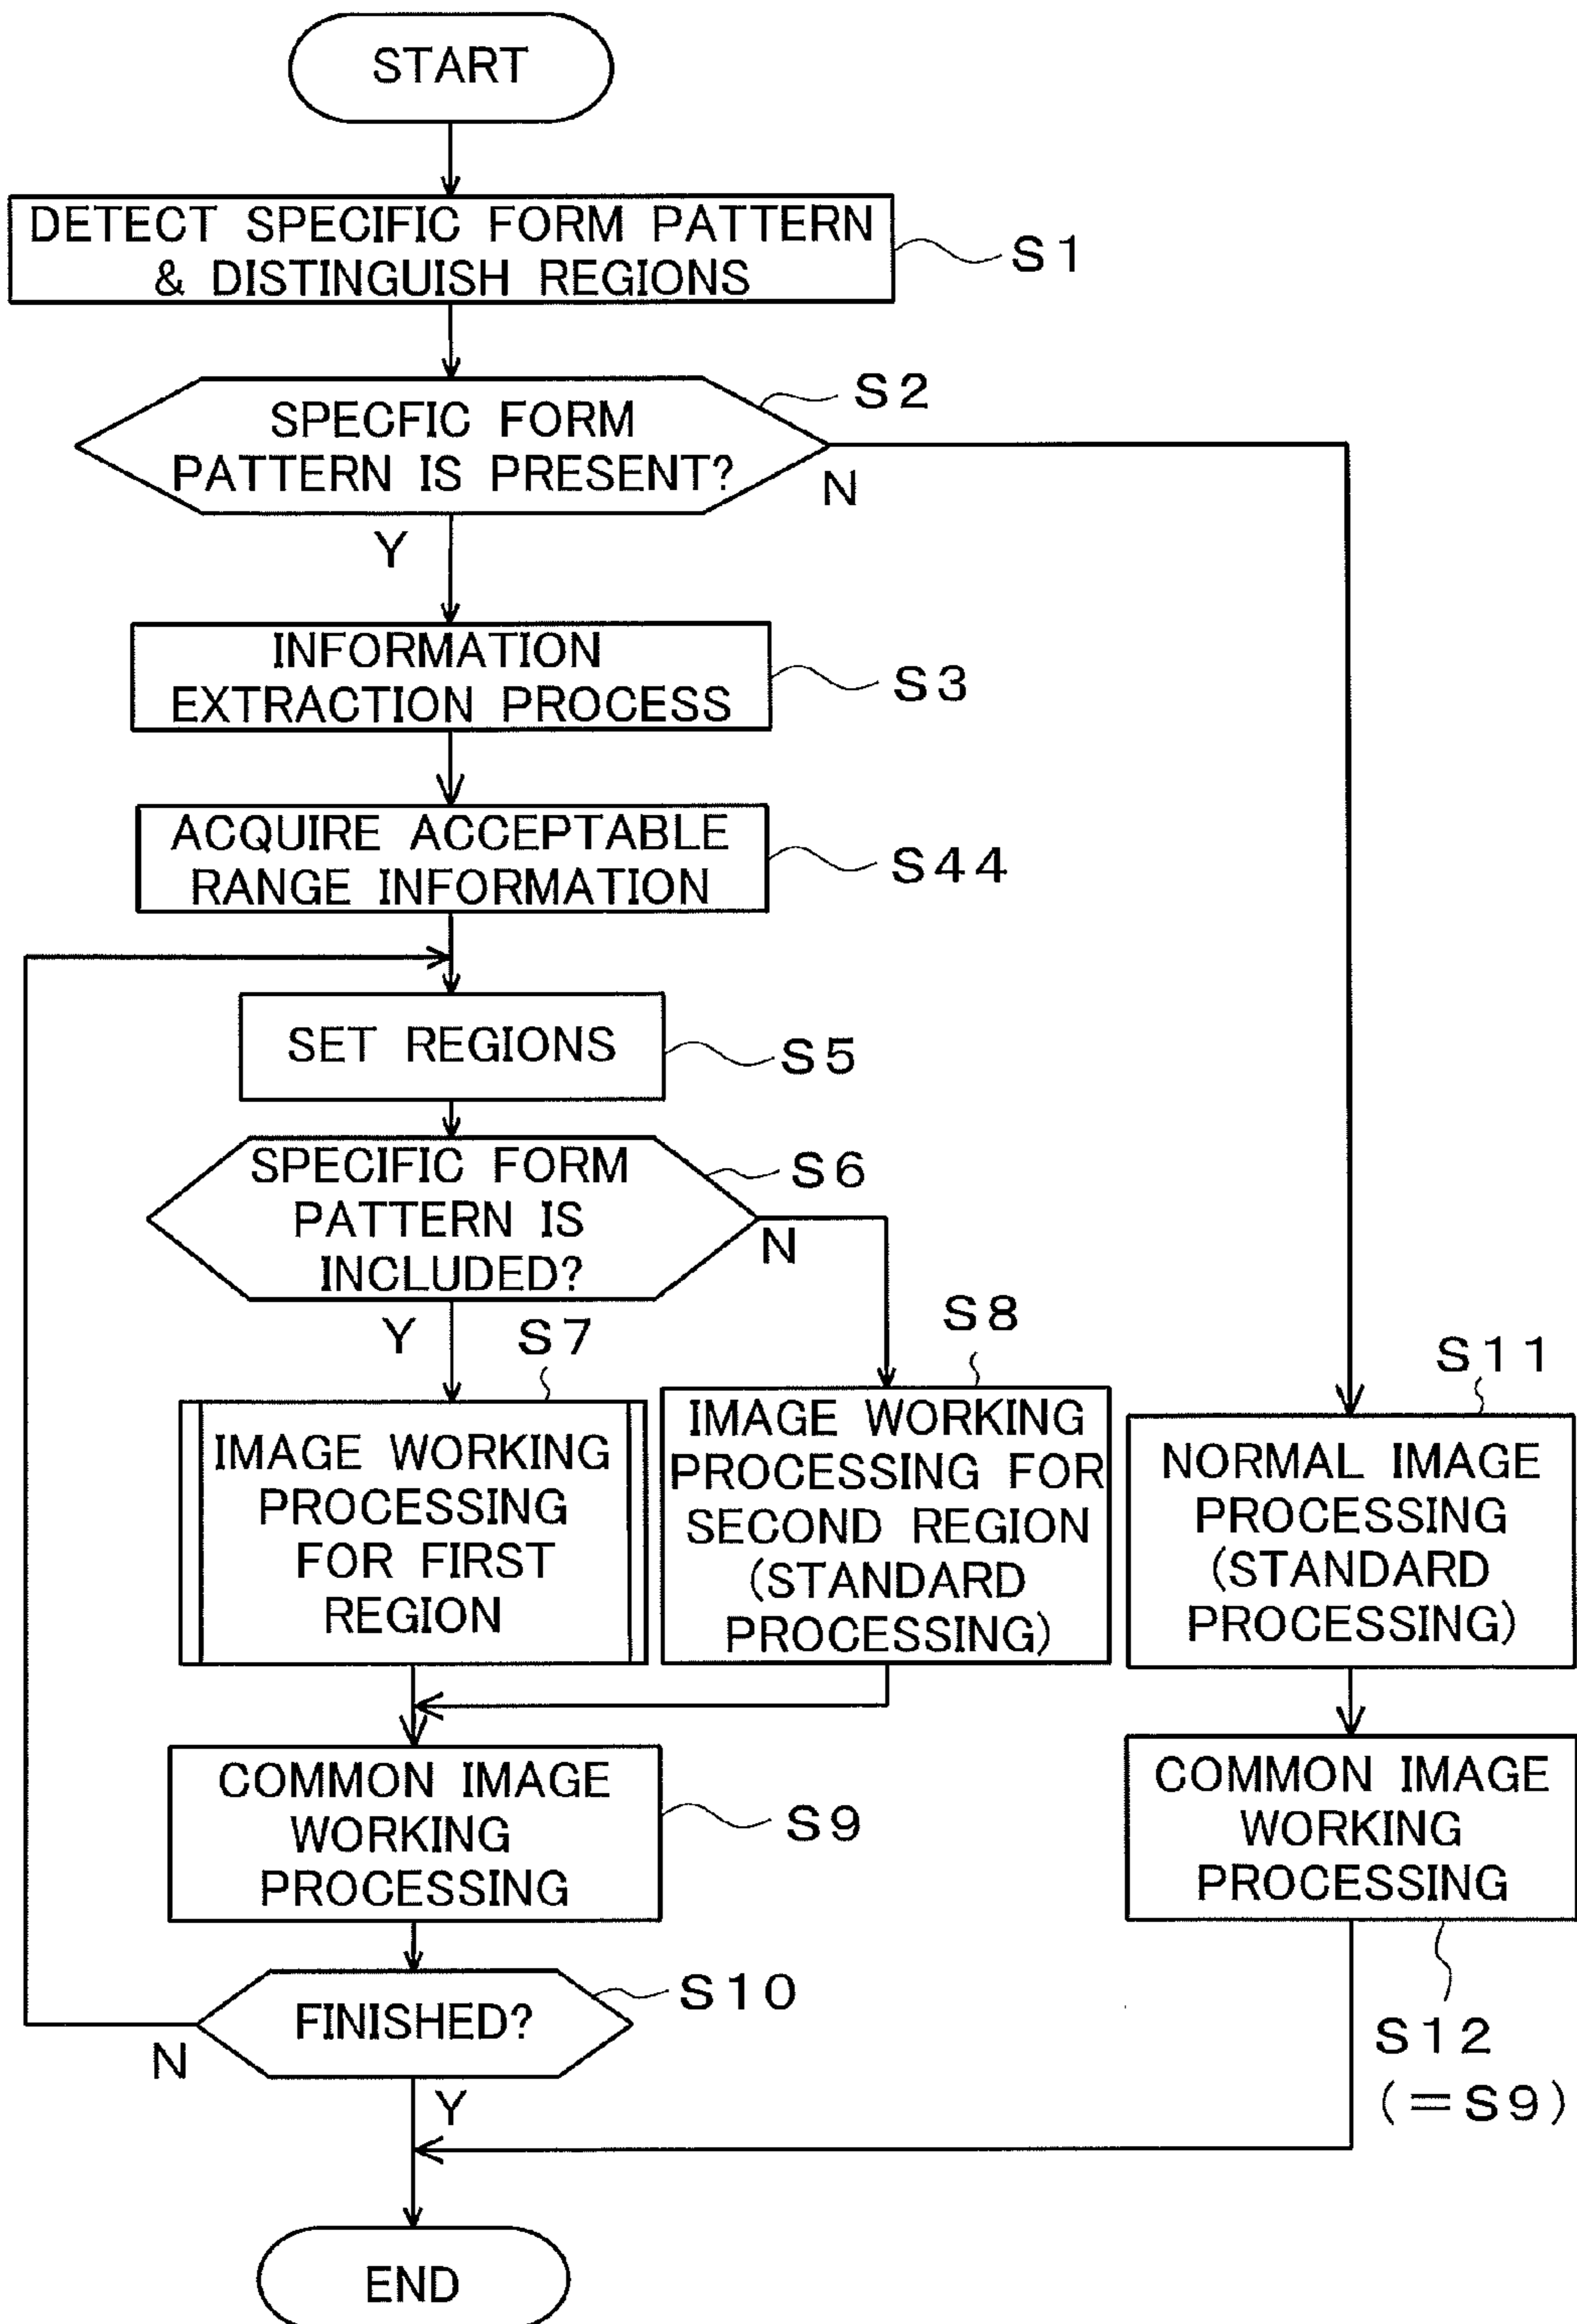 START
DETECT SPECIFIC FORM PATTERN
& DISTINGUISH REGIONS
S1
SPECFIC FORM
PATTERN IS PRESENT?
S2
N
Y
INFORMATION
EXTRACTION PROCESS
S3
ACQUIRE ACCEPTABLE
RANGE INFORMATION
S44
SET REGIONS
S5
SPECIFIC FORM
PATTERN IS
INCLUDED?
S6
N
Y
S7
IMAGE WORKING
PROCESSING
FOR FIRST
REGION
S8
IMAGE WORKING
PROCESSING FOR
SECOND REGION
(STANDARD
PROCESSING)
S11
NORMAL IMAGE
PROCESSING
(STANDARD
PROCESSING)
COMMON IMAGE
WORKING
PROCESSING
S9
COMMON IMAGE
WORKING
PROCESSING
S12
(=S9)
FINISHED?
S10
N
Y
END